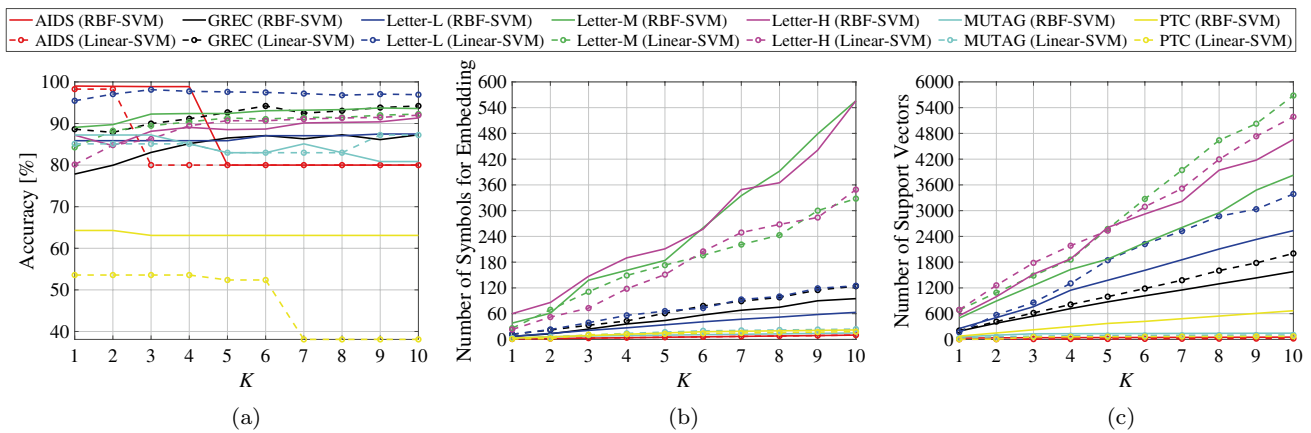 AIDS (RBF-SVM) GREC (RBF-SVM) Letter-L (RBF-SVM) Letter-M (RBF-SVM) Letter-H (RBF-SVM) MUTAG (RBF-SVM) PTC (RBF-SVM)
AIDS (Linear-SVM) GREC (Linear-SVM) Letter-L (Linear-SVM) Letter-M (Linear-SVM) Letter-H (Linear-SVM) MUTAG (Linear-SVM) PTC (Linear-SVM)
Accuracy [%]
100
90
80
70
60
50
40
1 2 3 4 5 6 7 8 9 10
K
(a)
Number of Symbols for Embedding
600
540
480
420
360
300
240
180
120
60
0
1 2 3 4 5 6 7 8 9 10
K
(b)
Number of Support Vectors
6000
5400
4800
4200
3600
3000
2400
1800
1200
600
0
1 2 3 4 5 6 7 8 9 10
K
(c)